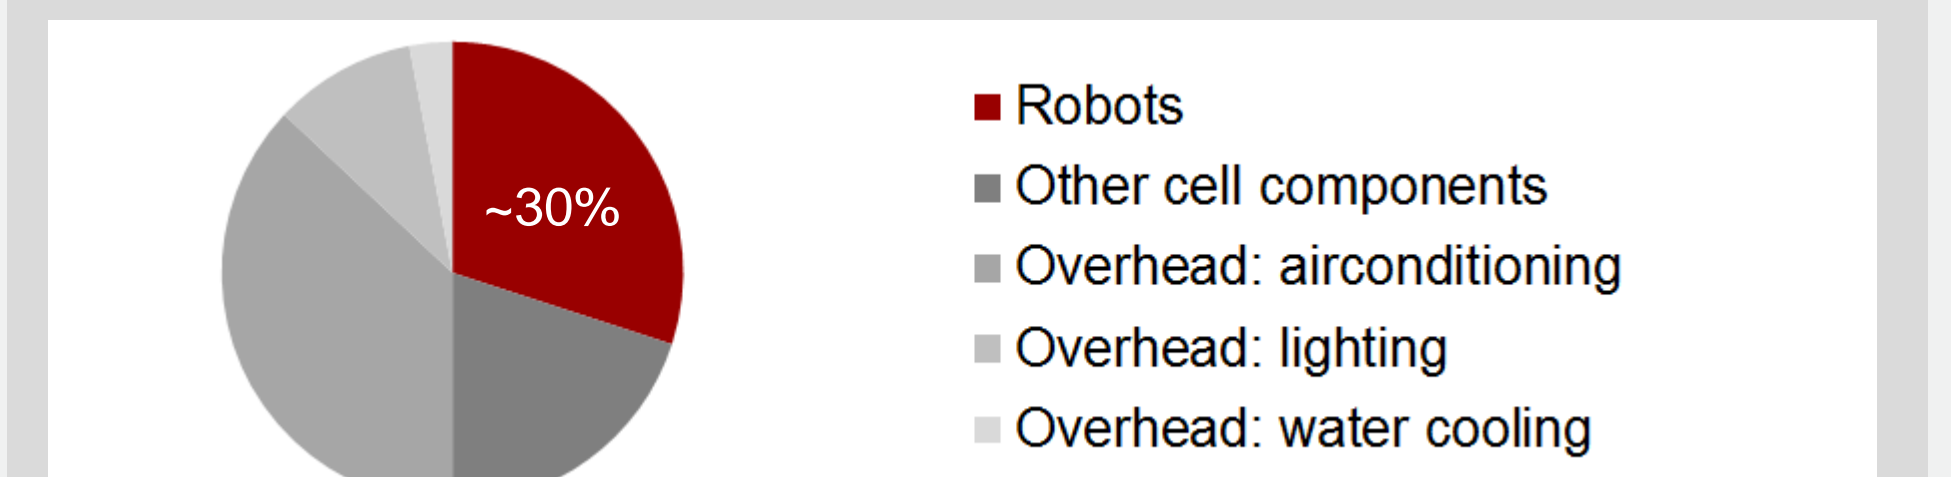 ~30%
Robots
Other cell components
Overhead: airconditioning
Overhead: lighting
Overhead: water cooling